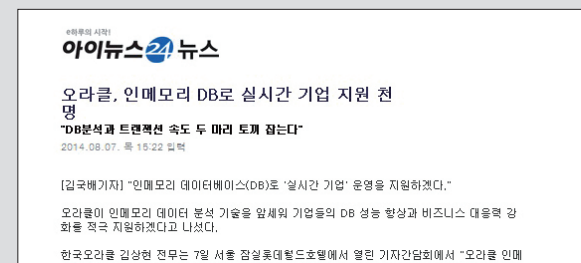 e하루의 시작!
아이뉴스24 뉴스
오라클, 인메모리 DB로 실시간 기업 지원 천
명
"DB분석과 트랜잭션 속도 두 마리 토끼 잡는다"
2014.08.07. 목 15:22 입력
[김국배기자] "인메모리 데이터베이스(DB)로 '실시간 기업' 운영을 지원하겠다."
오라클이 인메모리 데이터 분석 기술을 앞세워 기업들의 DB 성능 향상과 비즈니스 대응력 강
화를 적극 지원하겠다고 나섰다.
한국오라클 김상현 전무는 7일 서울 잠실롯데월드호텔에서 열린 기자간담회에서 "오라클 인메